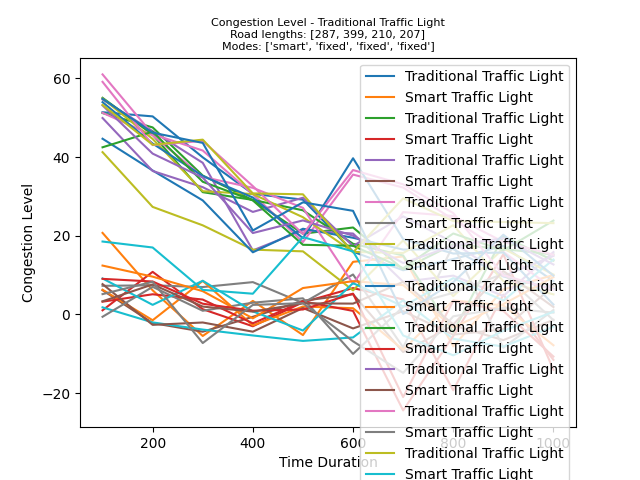 Congestion Level - Traditional Traffic Light
Road lengths: [287, 399, 210, 207]
Modes: ['smart', 'fixed', 'fixed', 'fixed']
60
40
20
0
−20
Congestion Level
200
400
600
800
1000
Time Duration
Traditional Traffic Light
Smart Traffic Light
Traditional Traffic Light
Smart Traffic Light
Traditional Traffic Light
Smart Traffic Light
Traditional Traffic Light
Smart Traffic Light
Traditional Traffic Light
Smart Traffic Light
Traditional Traffic Light
Smart Traffic Light
Traditional Traffic Light
Smart Traffic Light
Traditional Traffic Light
Smart Traffic Light
Traditional Traffic Light
Smart Traffic Light
Traditional Traffic Light
Smart Traffic Light